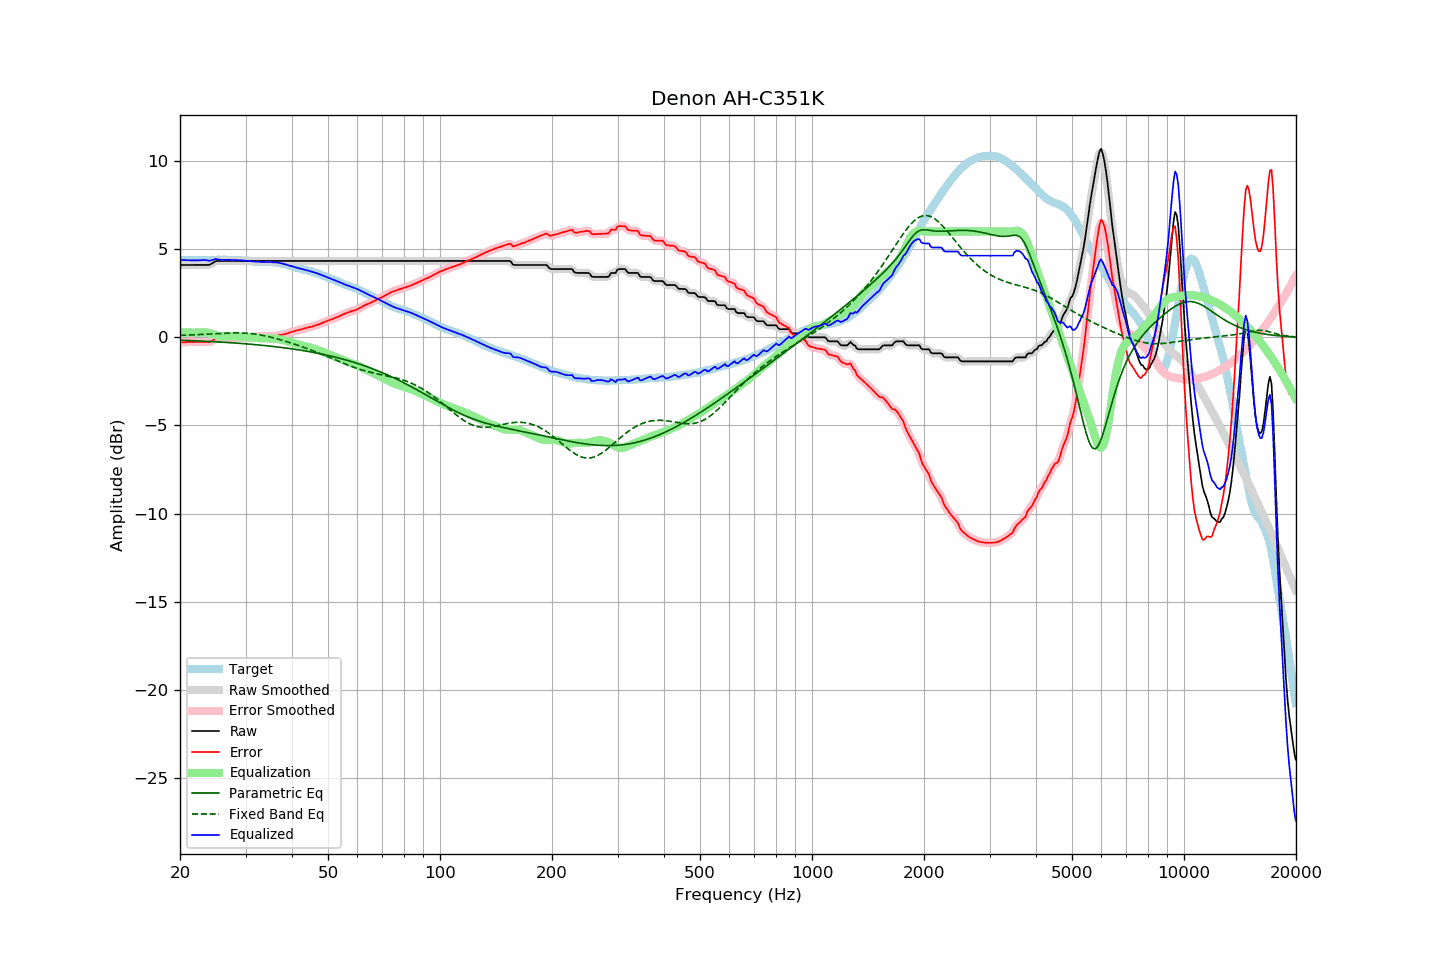 Denon AH-C351K
Amplitude (dBr)
10
5
0
−5
−10
−15
−20
−25
Target
Raw Smoothed
Error Smoothed
Raw
Error
Equalization
Parametric Eq
Fixed Band Eq
Equalized
20 50 100 200 500 1000 2000 5000 10000 20000
Frequency (Hz)